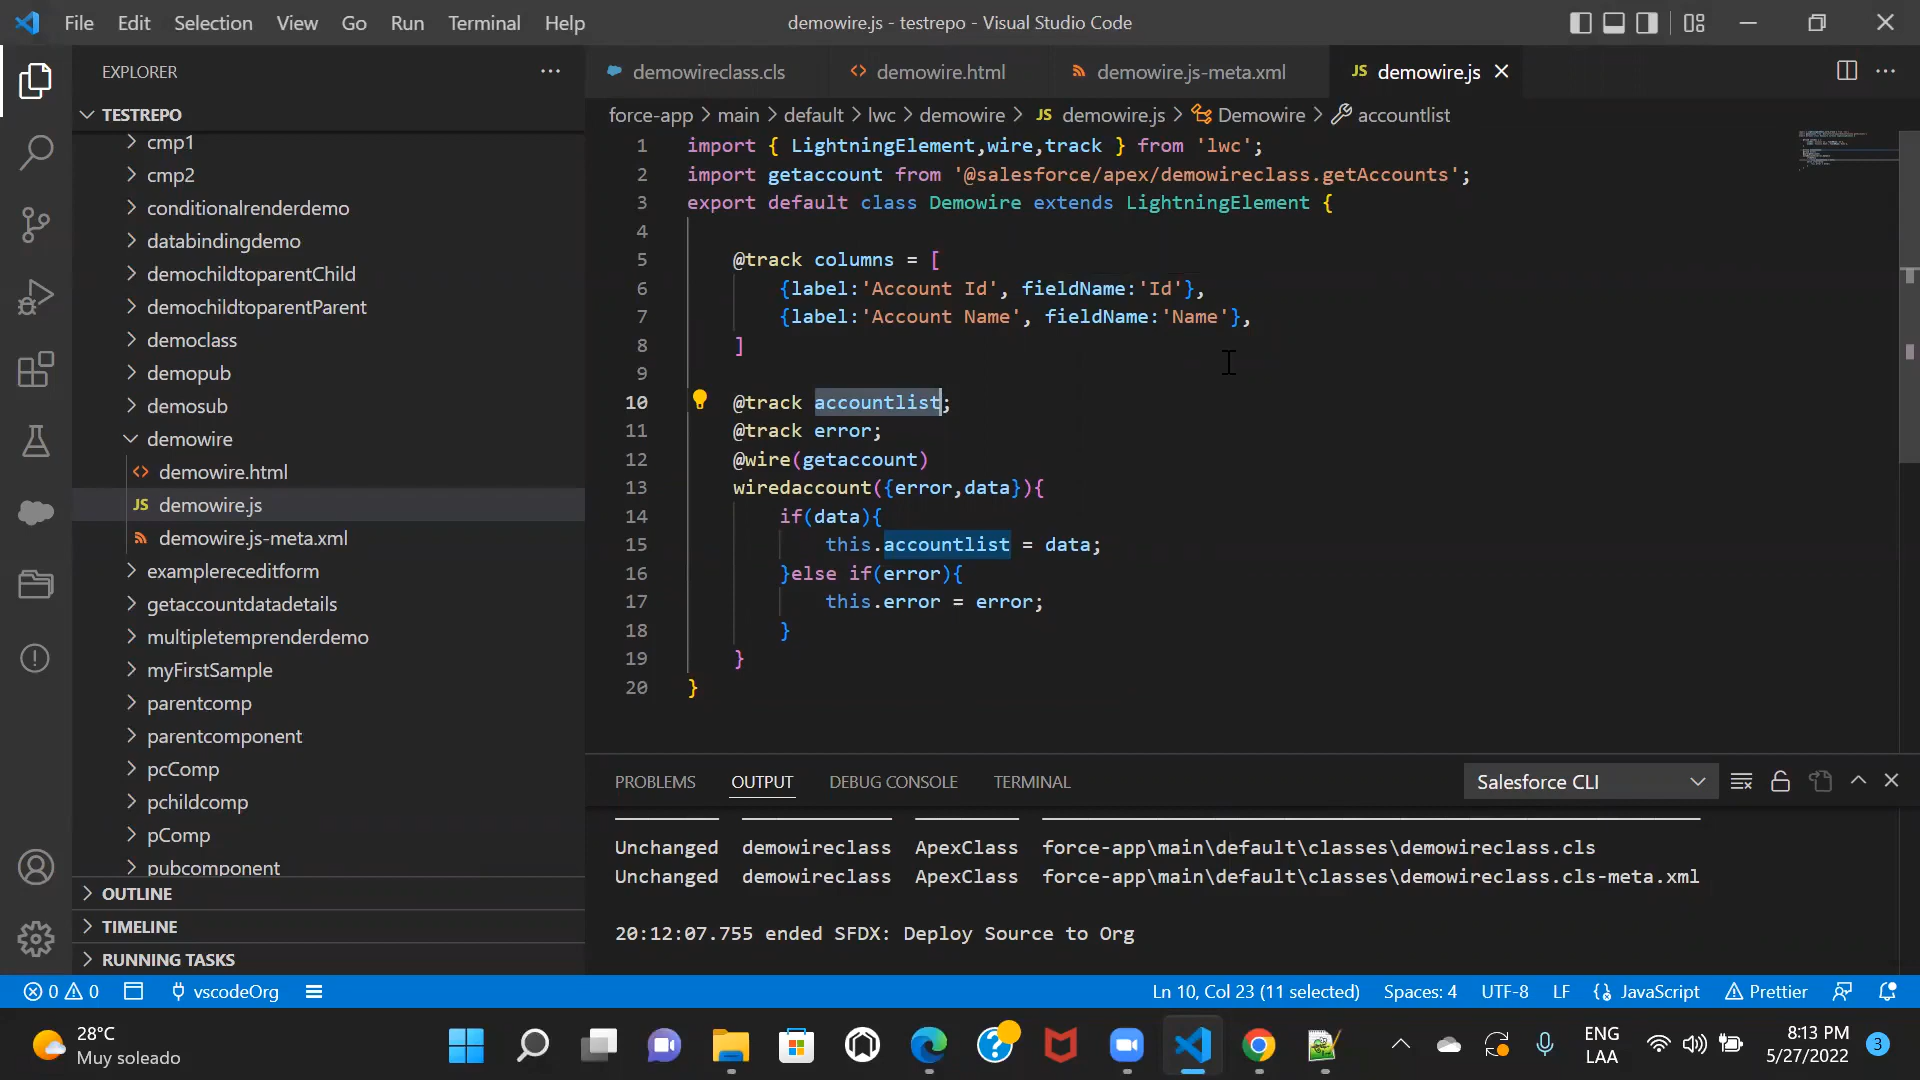 File Edit Selection View Go Run Terminal Help
demowire.js - testrepo - Visual Studio Code
EXPLORER
TESTREPO
cmp1
cmp2
conditionalrenderdemo
databindingdemo
demochildtoparentChild
demochildtoparentParent
democlass
demopub
demosub
demowire
demowire.html
demowire.js
demowire.js-meta.xml
examplereceditform
getaccountdatadetails
multipletemprenderdemo
myFirstSample
parentcomp
parentcomponent
pcComp
pchildcomp
pComp
pubcomponent
OUTLINE
TIMELINE
RUNNING TASKS
demowireclass.cls demowire.html demowire.js-meta.xml JS demowire.js
force-app > main > default > lwc > demowire > JS demowire.js > Demowire > accountlist
1 import { LightningElement,wire,track } from 'lwc';
2 import getaccount from '@salesforce/apex/demowireclass.getAccounts';
3 export default class Demowire extends LightningElement {
4
5 @track columns = [
6 {label:'Account Id', fieldName:'Id'},
7 {label:'Account Name', fieldName:'Name'},
8 ]
9
10 @track accountlist;
11 @track error;
12 @wire(getaccount)
13 wiredaccount({error,data}){
14 if(data){
15 this.accountlist = data;
16 }else if(error){
17 this.error = error;
18 }
19 }
20 }
PROBLEMS OUTPUT DEBUG CONSOLE TERMINAL
Salesforce CLI
Unchanged demowireclass ApexClass force-app\main\default\classes\demowireclass.cls
Unchanged demowireclass ApexClass force-app\main\default\classes\demowireclass.cls-meta.xml
20:12:07.755 ended SFDX: Deploy Source to Org
0 0 vscodeOrg
Ln 10, Col 23 (11 selected) Spaces: 4 UTF-8 LF {} JavaScript Prettier
28°C
Muy soleado
ENG
LAA
8:13 PM
5/27/2022
3